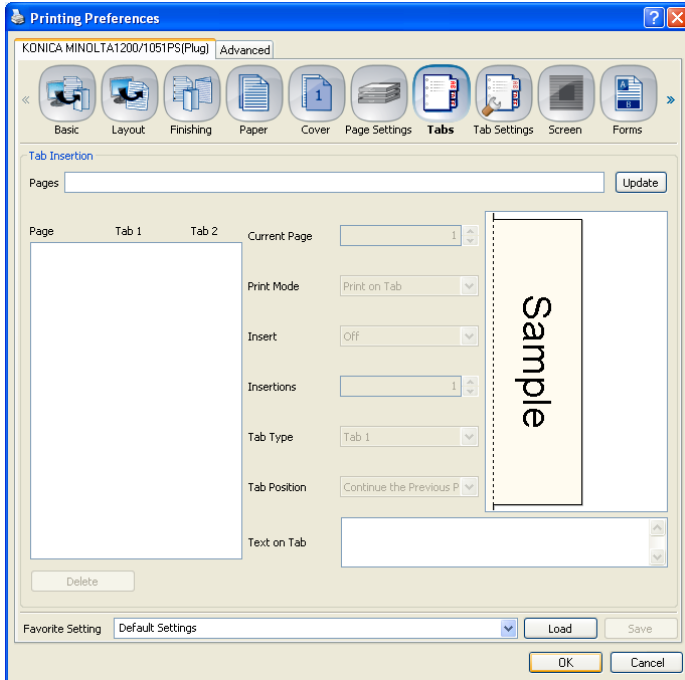 Printing Preferences
KONICA MINOLTA1200/1051PS(Plug) Advanced
Basic Layout Finishing Paper Cover Page Settings Tabs Tab Settings Screen Forms
Tab Insertion
Pages Update
Page Tab 1 Tab 2
Current Page 1
Print Mode Print on Tab
Insert Off
Insertions 1
Tab Type Tab 1
Tab Position Continue the Previous P
Text on Tab
Sample
Delete
Favorite Setting Default Settings Load Save
OK Cancel